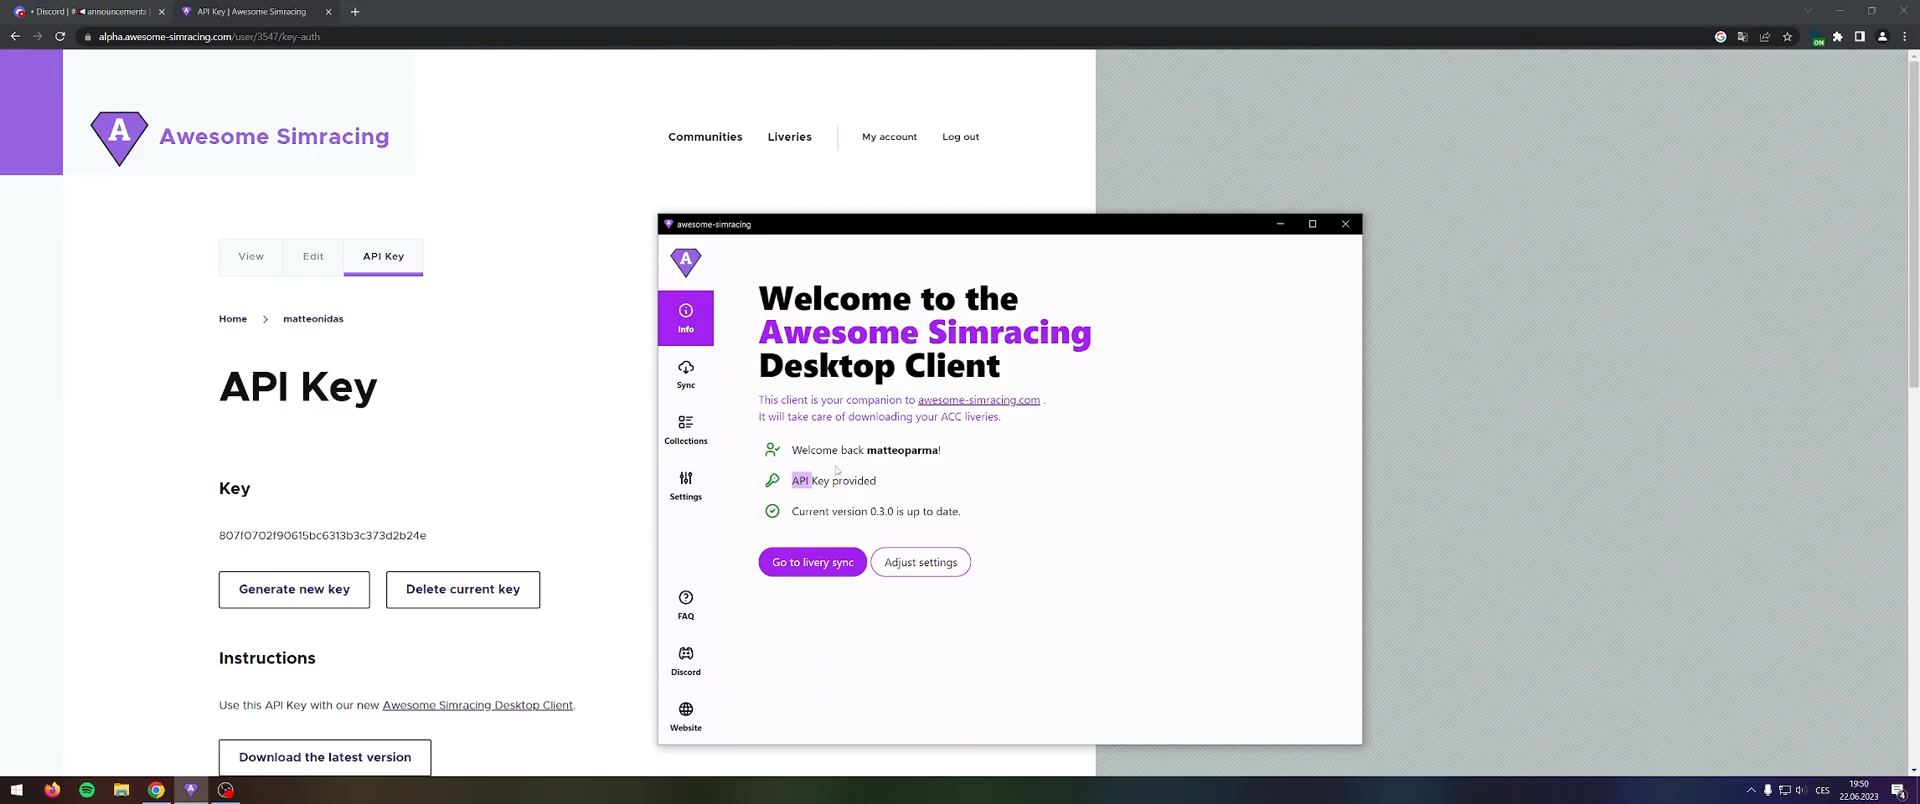 Discord | # announcements |
API Key | Awesome Simracing
alpha.awesome-simracing.com/user/3547/key-auth
ON
A
Awesome Simracing
Communities
Liveries
My account
Log out
View
Edit
API Key
Home
matteonidas
API Key
Key
807f0702f90615bc6313b3c373d2b24e
Generate new key
Delete current key
Instructions
Use this API Key with our new Awesome Simracing Desktop Client.
Download the latest version
awesome-simracing
A
Info
Sync
Collections
Settings
FAQ
Discord
Website
Welcome to the
Awesome Simracing
Desktop Client
This client is your companion to awesome-simracing.com .
It will take care of downloading your ACC liveries.
Welcome back matteoparma!
API Key provided
Current version 0.3.0 is up to date.
Go to livery sync
Adjust settings
CES
19:50
22.06.2023
4